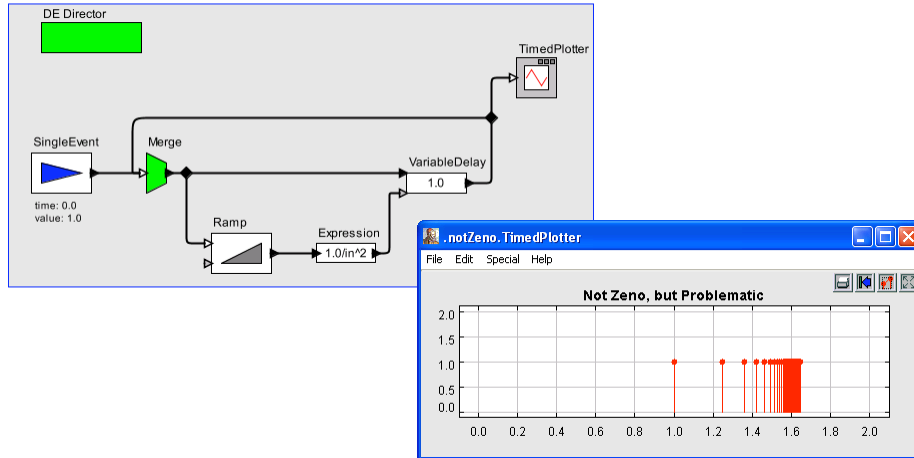 DE Director
TimedPlotter
SingleEvent
Merge
VariableDelay
1.0
time: 0.0
value: 1.0
Ramp
Expression
1.0/in^2
.notZeno.TimedPlotter
File Edit Special Help
Not Zeno, but Problematic
2.0
1.5
1.0
0.5
0.0
0.0 0.2 0.4 0.6 0.8 1.0 1.2 1.4 1.6 1.8 2.0